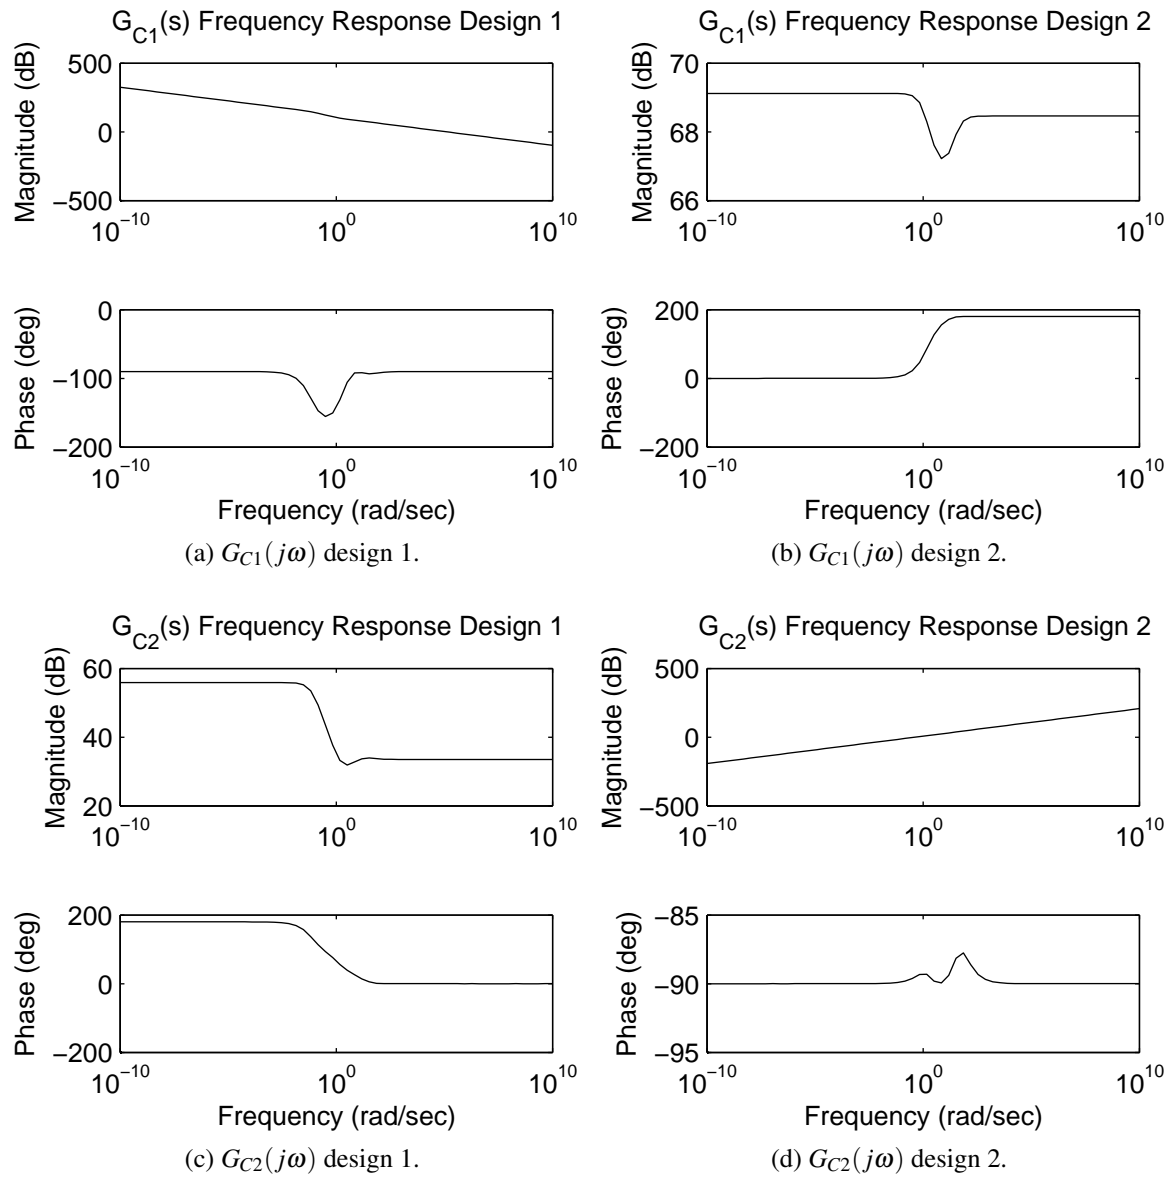 G_C1(s) Frequency Response Design 1
Magnitude (dB)
500
0
−500
10^−10
10^0
10^10
Phase (deg)
0
−100
−200
10^−10
10^0
10^10
Frequency (rad/sec)
(a) G_C1(jω) design 1.
G_C1(s) Frequency Response Design 2
Magnitude (dB)
70
68
66
10^−10
10^0
10^10
Phase (deg)
200
0
−200
10^−10
10^0
10^10
Frequency (rad/sec)
(b) G_C1(jω) design 2.
G_C2(s) Frequency Response Design 1
Magnitude (dB)
60
40
20
10^−10
10^0
10^10
Phase (deg)
200
0
−200
10^−10
10^0
10^10
Frequency (rad/sec)
(c) G_C2(jω) design 1.
G_C2(s) Frequency Response Design 2
Magnitude (dB)
500
0
−500
10^−10
10^0
10^10
Phase (deg)
−85
−90
−95
10^−10
10^0
10^10
Frequency (rad/sec)
(d) G_C2(jω) design 2.